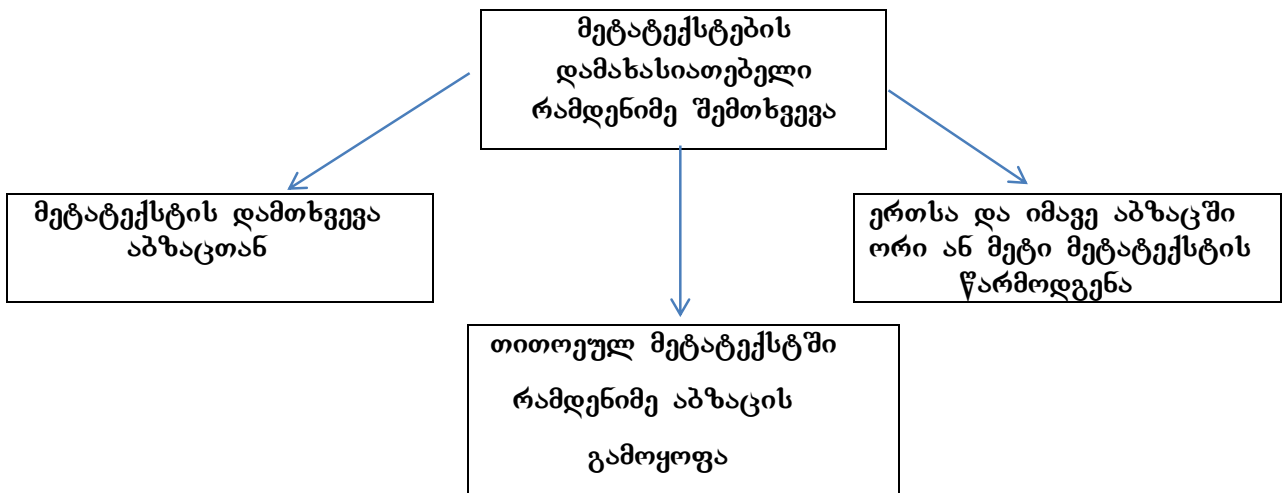 მეტატექსტების
დამახასიათებელი
რამდენიმე შემთხვევა
მეტატექსტის დამთხვევა
აბზაცთან
ერთსა და იმავე აბზაცში
ორი ან მეტი მეტატექსტის
წარმოდგენა
თითოეულ მეტატექსტში
რამდენიმე აბზაცის
გამოყოფა